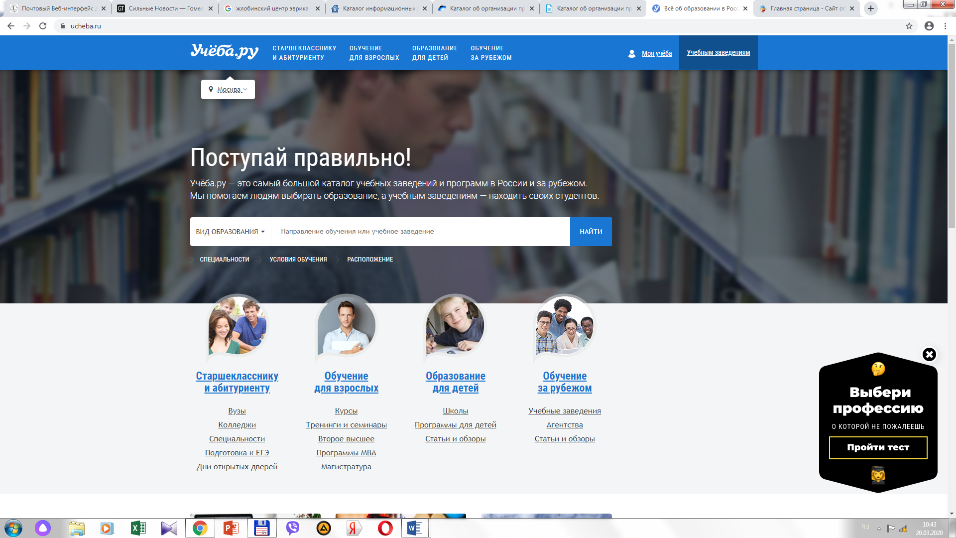 Почтовый Веб-интерфейс
Сильные Новости — Гоме
жлобинский центр эврик
Каталог информационных
Каталог об организации пр
Каталог об организации пр
Всё об образовании в Рос
Главная страница - Сайт о
ucheba.ru
Учёба.ру
СТАРШЕКЛАССНИКУ
И АБИТУРИЕНТУ
ОБУЧЕНИЕ
ДЛЯ ВЗРОСЛЫХ
ОБРАЗОВАНИЕ
ДЛЯ ДЕТЕЙ
ОБУЧЕНИЕ
ЗА РУБЕЖОМ
Моя учёба
Учебным заведениям
Москва
Поступай правильно!
Учёба.ру — это самый большой каталог учебных заведений и программ в России и за рубежом.
Мы помогаем людям выбирать образование, а учебным заведениям — находить своих студентов.
ВИД ОБРАЗОВАНИЯ
Направление обучения или учебное заведение
НАЙТИ
СПЕЦИАЛЬНОСТИ
УСЛОВИЯ ОБУЧЕНИЯ
РАСПОЛОЖЕНИЕ
Старшекласснику
и абитуриенту
Вузы
Колледжи
Специальности
Подготовка к ЕГЭ
Дни открытых дверей
Обучение
для взрослых
Курсы
Тренинги и семинары
Второе высшее
Программы MBA
Магистратура
Образование
для детей
Школы
Программы для детей
Статьи и обзоры
Обучение
за рубежом
Учебные заведения
Агентства
Статьи и обзоры
Выбери
профессию
О КОТОРОЙ НЕ ПОЖАЛЕЕШЬ
Пройти тест
RU
10:43
20.03.2020